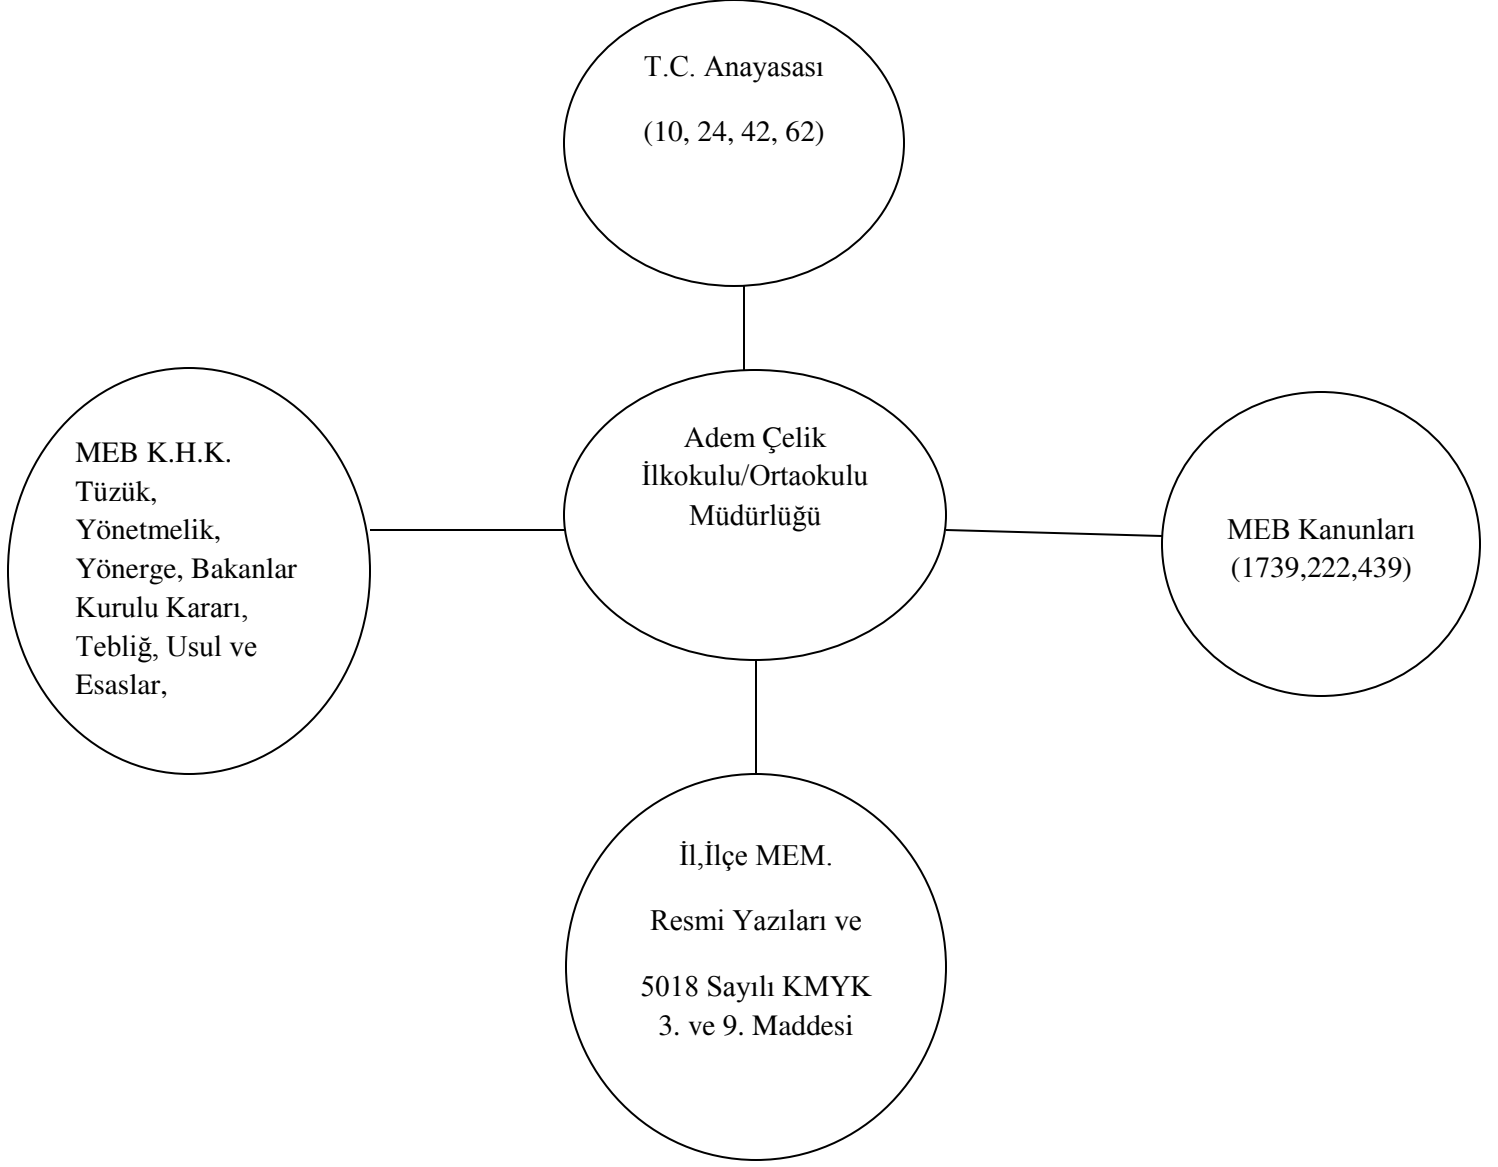 T.C. Anayasası
(10, 24, 42, 62)
MEB K.H.K.
Tüzük,
Yönetmelik,
Yönerge, Bakanlar
Kurulu Kararı,
Tebliğ, Usul ve
Esaslar,
Adem Çelik
İlkokulu/Ortaokulu
Müdürlüğü
MEB Kanunları
(1739,222,439)
İl,İlçe MEM.
Resmi Yazıları ve
5018 Sayılı KMYK
3. ve 9. Maddesi